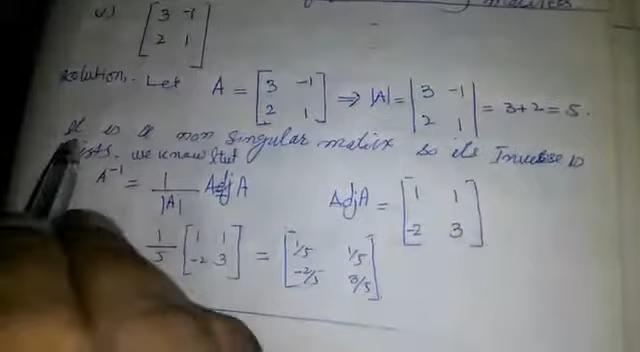 v) [3 -1
2 1]
Solution. Let A = [3 -1
2 1] ⇒ |A| = |3 -1
2 1| = 3+2 = 5.
It is a non singular matrix so its Inverse is
we know that
A⁻¹ = 1/|A| AdjA AdjA = [1 1
-2 3]
1/5 [1 1
-2 3] = [1/5 1/5
-2/5 3/5]